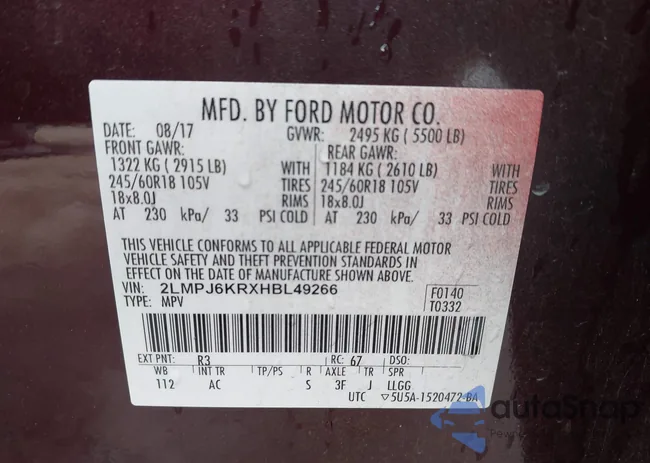 MFD. BY FORD MOTOR CO.
DATE: 08/17 GVWR: 2495 KG ( 5500 LB)
FRONT GAWR: REAR GAWR:
1322 KG ( 2915 LB) WITH 1184 KG ( 2610 LB) WITH
245/60R18 105V TIRES 245/60R18 105V TIRES
18x8.0J RIMS 18x8.0J RIMS
AT 230 kPa/ 33 PSI COLD AT 230 kPa/ 33 PSI COLD
THIS VEHICLE CONFORMS TO ALL APPLICABLE FEDERAL MOTOR
VEHICLE SAFETY AND THEFT PREVENTION STANDARDS IN
EFFECT ON THE DATE OF MANUFACTURE SHOWN ABOVE.
VIN: 2LMPJ6KRXHBL49266 F0140
TYPE: MPV T0332
EXT PNT: R3 RC: 67 DSO:
WB INT TR TP/PS R AXLE TR SPR
112 AC S 3F J LLGG
UTC ▽5U5A-1520472-BA
autoSnap